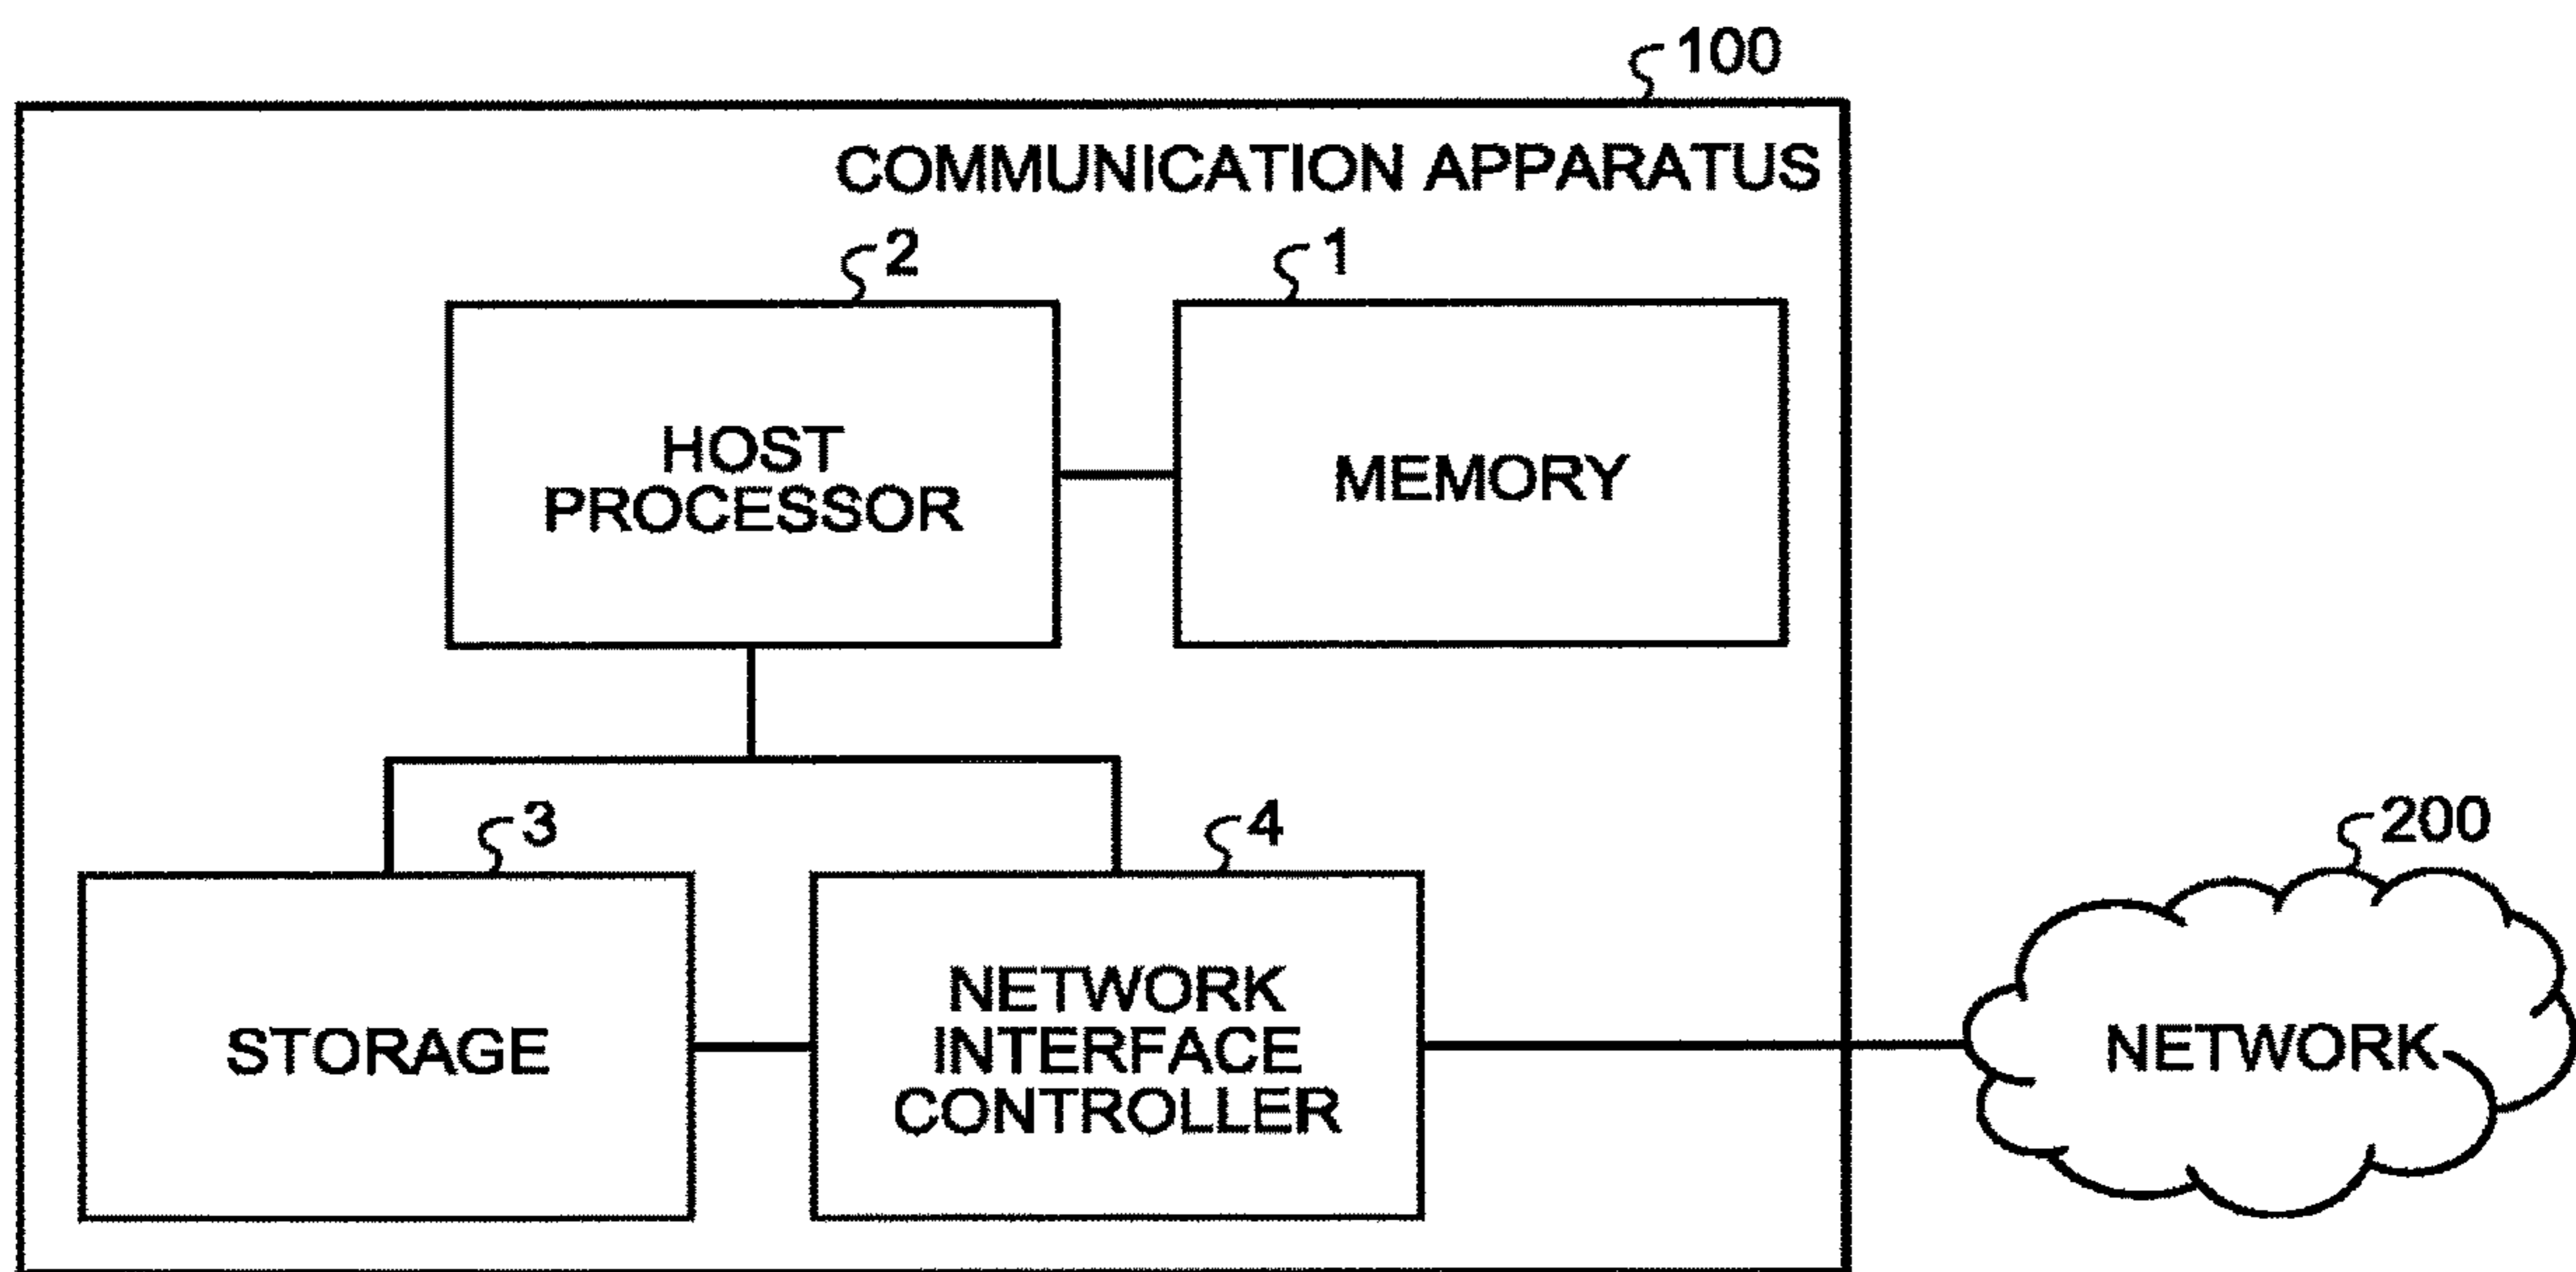 100
COMMUNICATION APPARATUS
2
1
HOST
PROCESSOR
MEMORY
3
4
200
STORAGE
NETWORK
INTERFACE
CONTROLLER
NETWORK